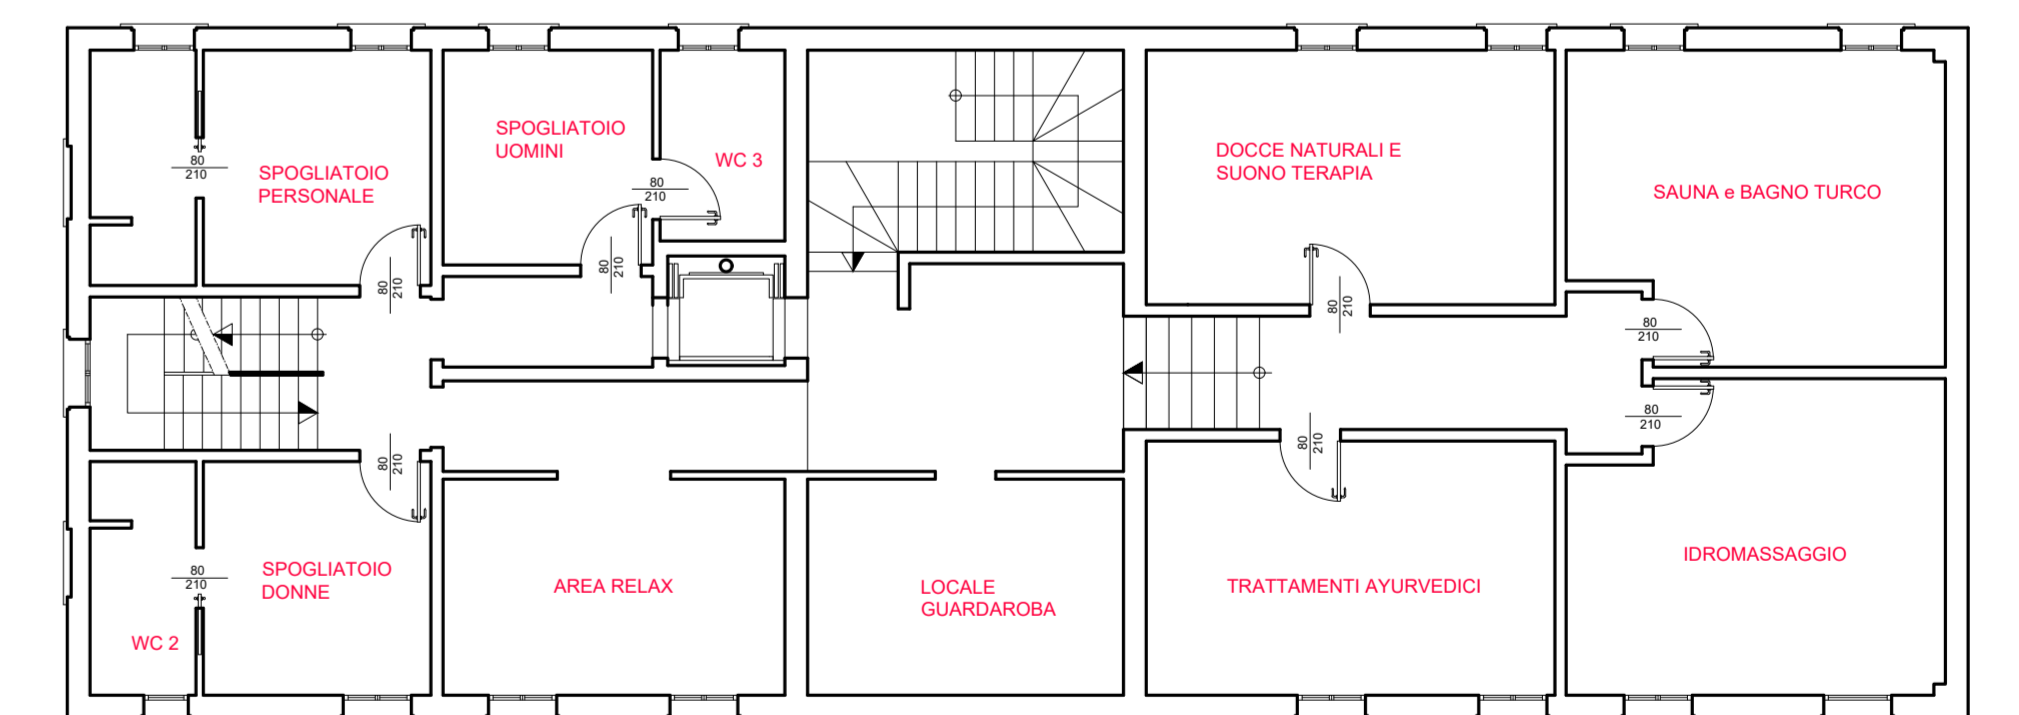 SPOGLIATOIO
UOMINI
WC 3
80
210
SPOGLIATOIO
PERSONALE
80
210
80
210
80
210
80
210
DOCCE NATURALI E
SUONO TERAPIA
SAUNA e BAGNO TURCO
80
210
80
210
80
210
80
210
80
210
80
210
SPOGLIATOIO
DONNE
WC 2
AREA RELAX
LOCALE
GUARDAROBA
TRATTAMENTI AYURVEDICI
IDROMASSAGGIO